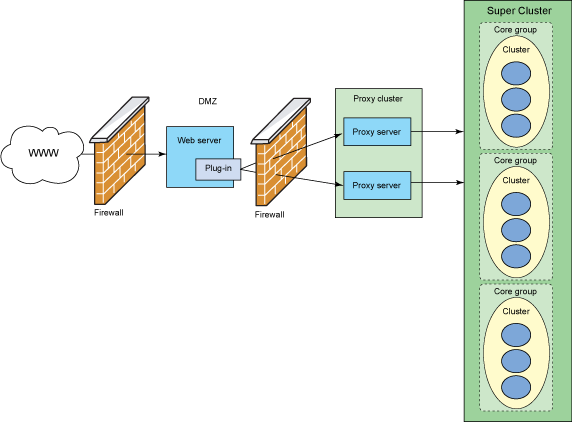 WWW
Firewall
DMZ
Web server
Plug-in
Firewall
Proxy cluster
Proxy server
Proxy server
Super Cluster
Core group
Cluster
Core group
Cluster
Core group
Cluster